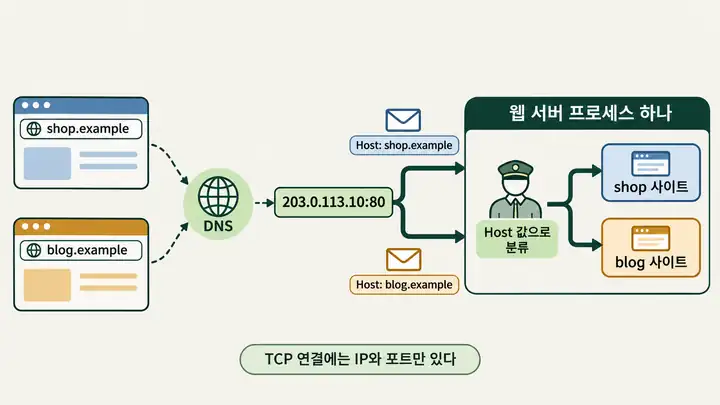 shop.example
blog.example
DNS
203.0.113.10:80
Host: shop.example
Host: blog.example
웹 서버 프로세스 하나
Host 값으로
분류
shop 사이트
blog 사이트
TCP 연결에는 IP와 포트만 있다